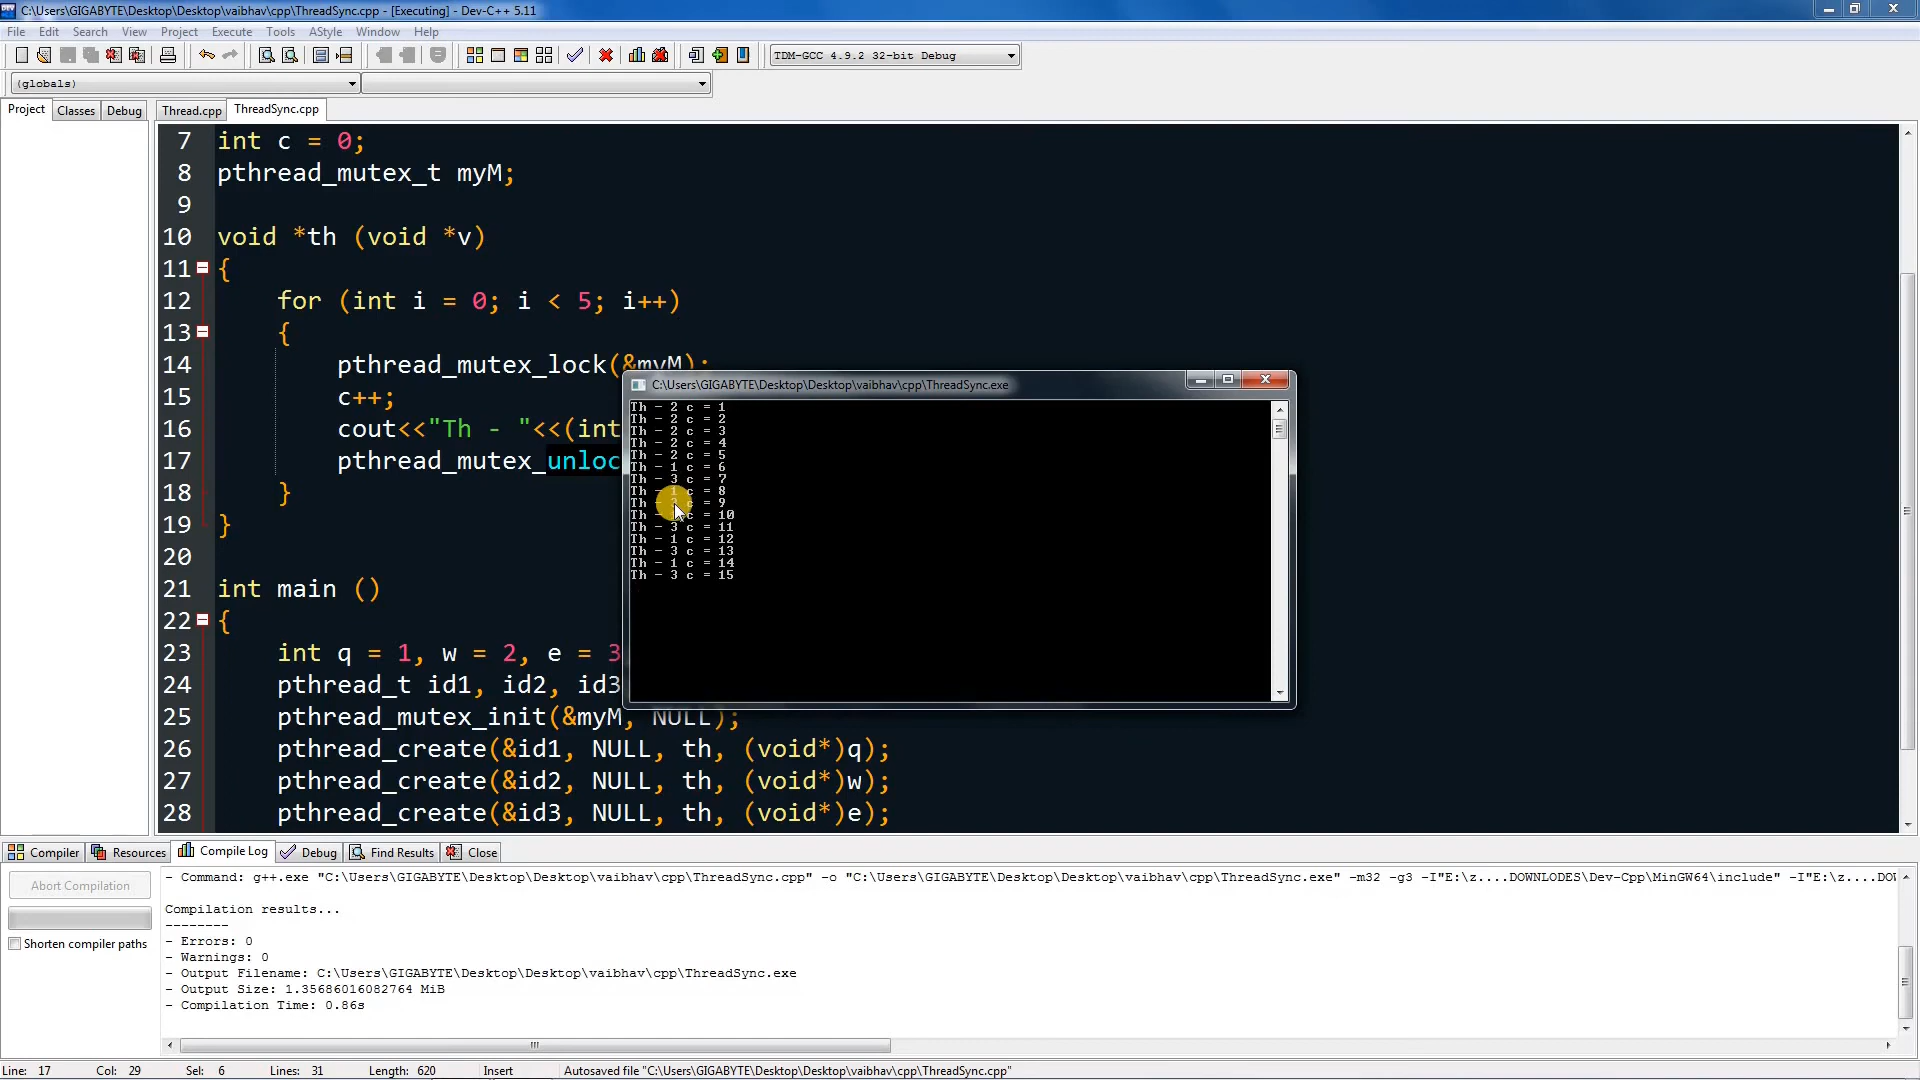 C:\Users\GIGABYTE\Desktop\Desktop\vaibhav\cpp\ThreadSync.cpp - [Executing] - Dev-C++ 5.11
File Edit Search View Project Execute Tools AStyle Window Help
TDM-GCC 4.9.2 32-bit Debug
(globals)
Project Classes Debug Thread.cpp ThreadSync.cpp
7 int c = 0;
8 pthread_mutex_t myM;
9
10 void *th (void *v)
11 {
12 for (int i = 0; i < 5; i++)
13 {
14 pthread_mutex_lock(&myM);
15 c++;
16 cout<<"Th - "<<(int
17 pthread_mutex_unloc
18 }
19 }
20
21 int main ()
22 {
23 int q = 1, w = 2, e = 3
24 pthread_t id1, id2, id3
25 pthread_mutex_init(&myM, NULL);
26 pthread_create(&id1, NULL, th, (void*)q);
27 pthread_create(&id2, NULL, th, (void*)w);
28 pthread_create(&id3, NULL, th, (void*)e);
C:\Users\GIGABYTE\Desktop\Desktop\vaibhav\cpp\ThreadSync.exe
Th - 2 c = 1
Th - 2 c = 2
Th - 2 c = 3
Th - 2 c = 4
Th - 2 c = 5
Th - 1 c = 6
Th - 3 c = 7
Th - 1 c = 8
Th - 3 c = 9
Th - c = 10
Th - 3 c = 11
Th - 1 c = 12
Th - 3 c = 13
Th - 1 c = 14
Th - 3 c = 15
Compiler Resources Compile Log Debug Find Results Close
Abort Compilation
Shorten compiler paths
- Command: g++.exe "C:\Users\GIGABYTE\Desktop\Desktop\vaibhav\cpp\ThreadSync.cpp" -o "C:\Users\GIGABYTE\Desktop\Desktop\vaibhav\cpp\ThreadSync.exe" -m32 -g3 -I"E:\z....DOWNLODES\Dev-Cpp\MinGW64\include" -I"E:\z....DOW
Compilation results...
--------
- Errors: 0
- Warnings: 0
- Output Filename: C:\Users\GIGABYTE\Desktop\Desktop\vaibhav\cpp\ThreadSync.exe
- Output Size: 1.35686016082764 MiB
- Compilation Time: 0.86s
Line: 17 Col: 29 Sel: 6 Lines: 31 Length: 620 Insert Autosaved file "C:\Users\GIGABYTE\Desktop\Desktop\vaibhav\cpp\ThreadSync.cpp"